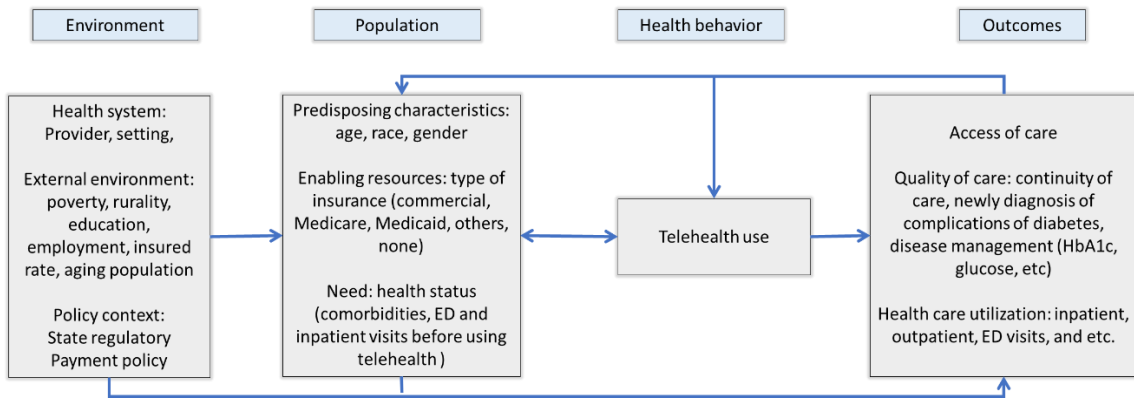 Environment
Population
Health behavior
Outcomes
Health system:
Provider, setting,
External environment:
poverty, rurality,
education,
employment, insured
rate, aging population
Policy context:
State regulatory
Payment policy
Predisposing characteristics:
age, race, gender
Enabling resources: type of
insurance (commercial,
Medicare, Medicaid, others,
none)
Need: health status
(comorbidities, ED and
inpatient visits before using
telehealth )
Telehealth use
Access of care
Quality of care: continuity of
care, newly diagnosis of
complications of diabetes,
disease management (HbA1c,
glucose, etc)
Health care utilization: inpatient,
outpatient, ED visits, and etc.